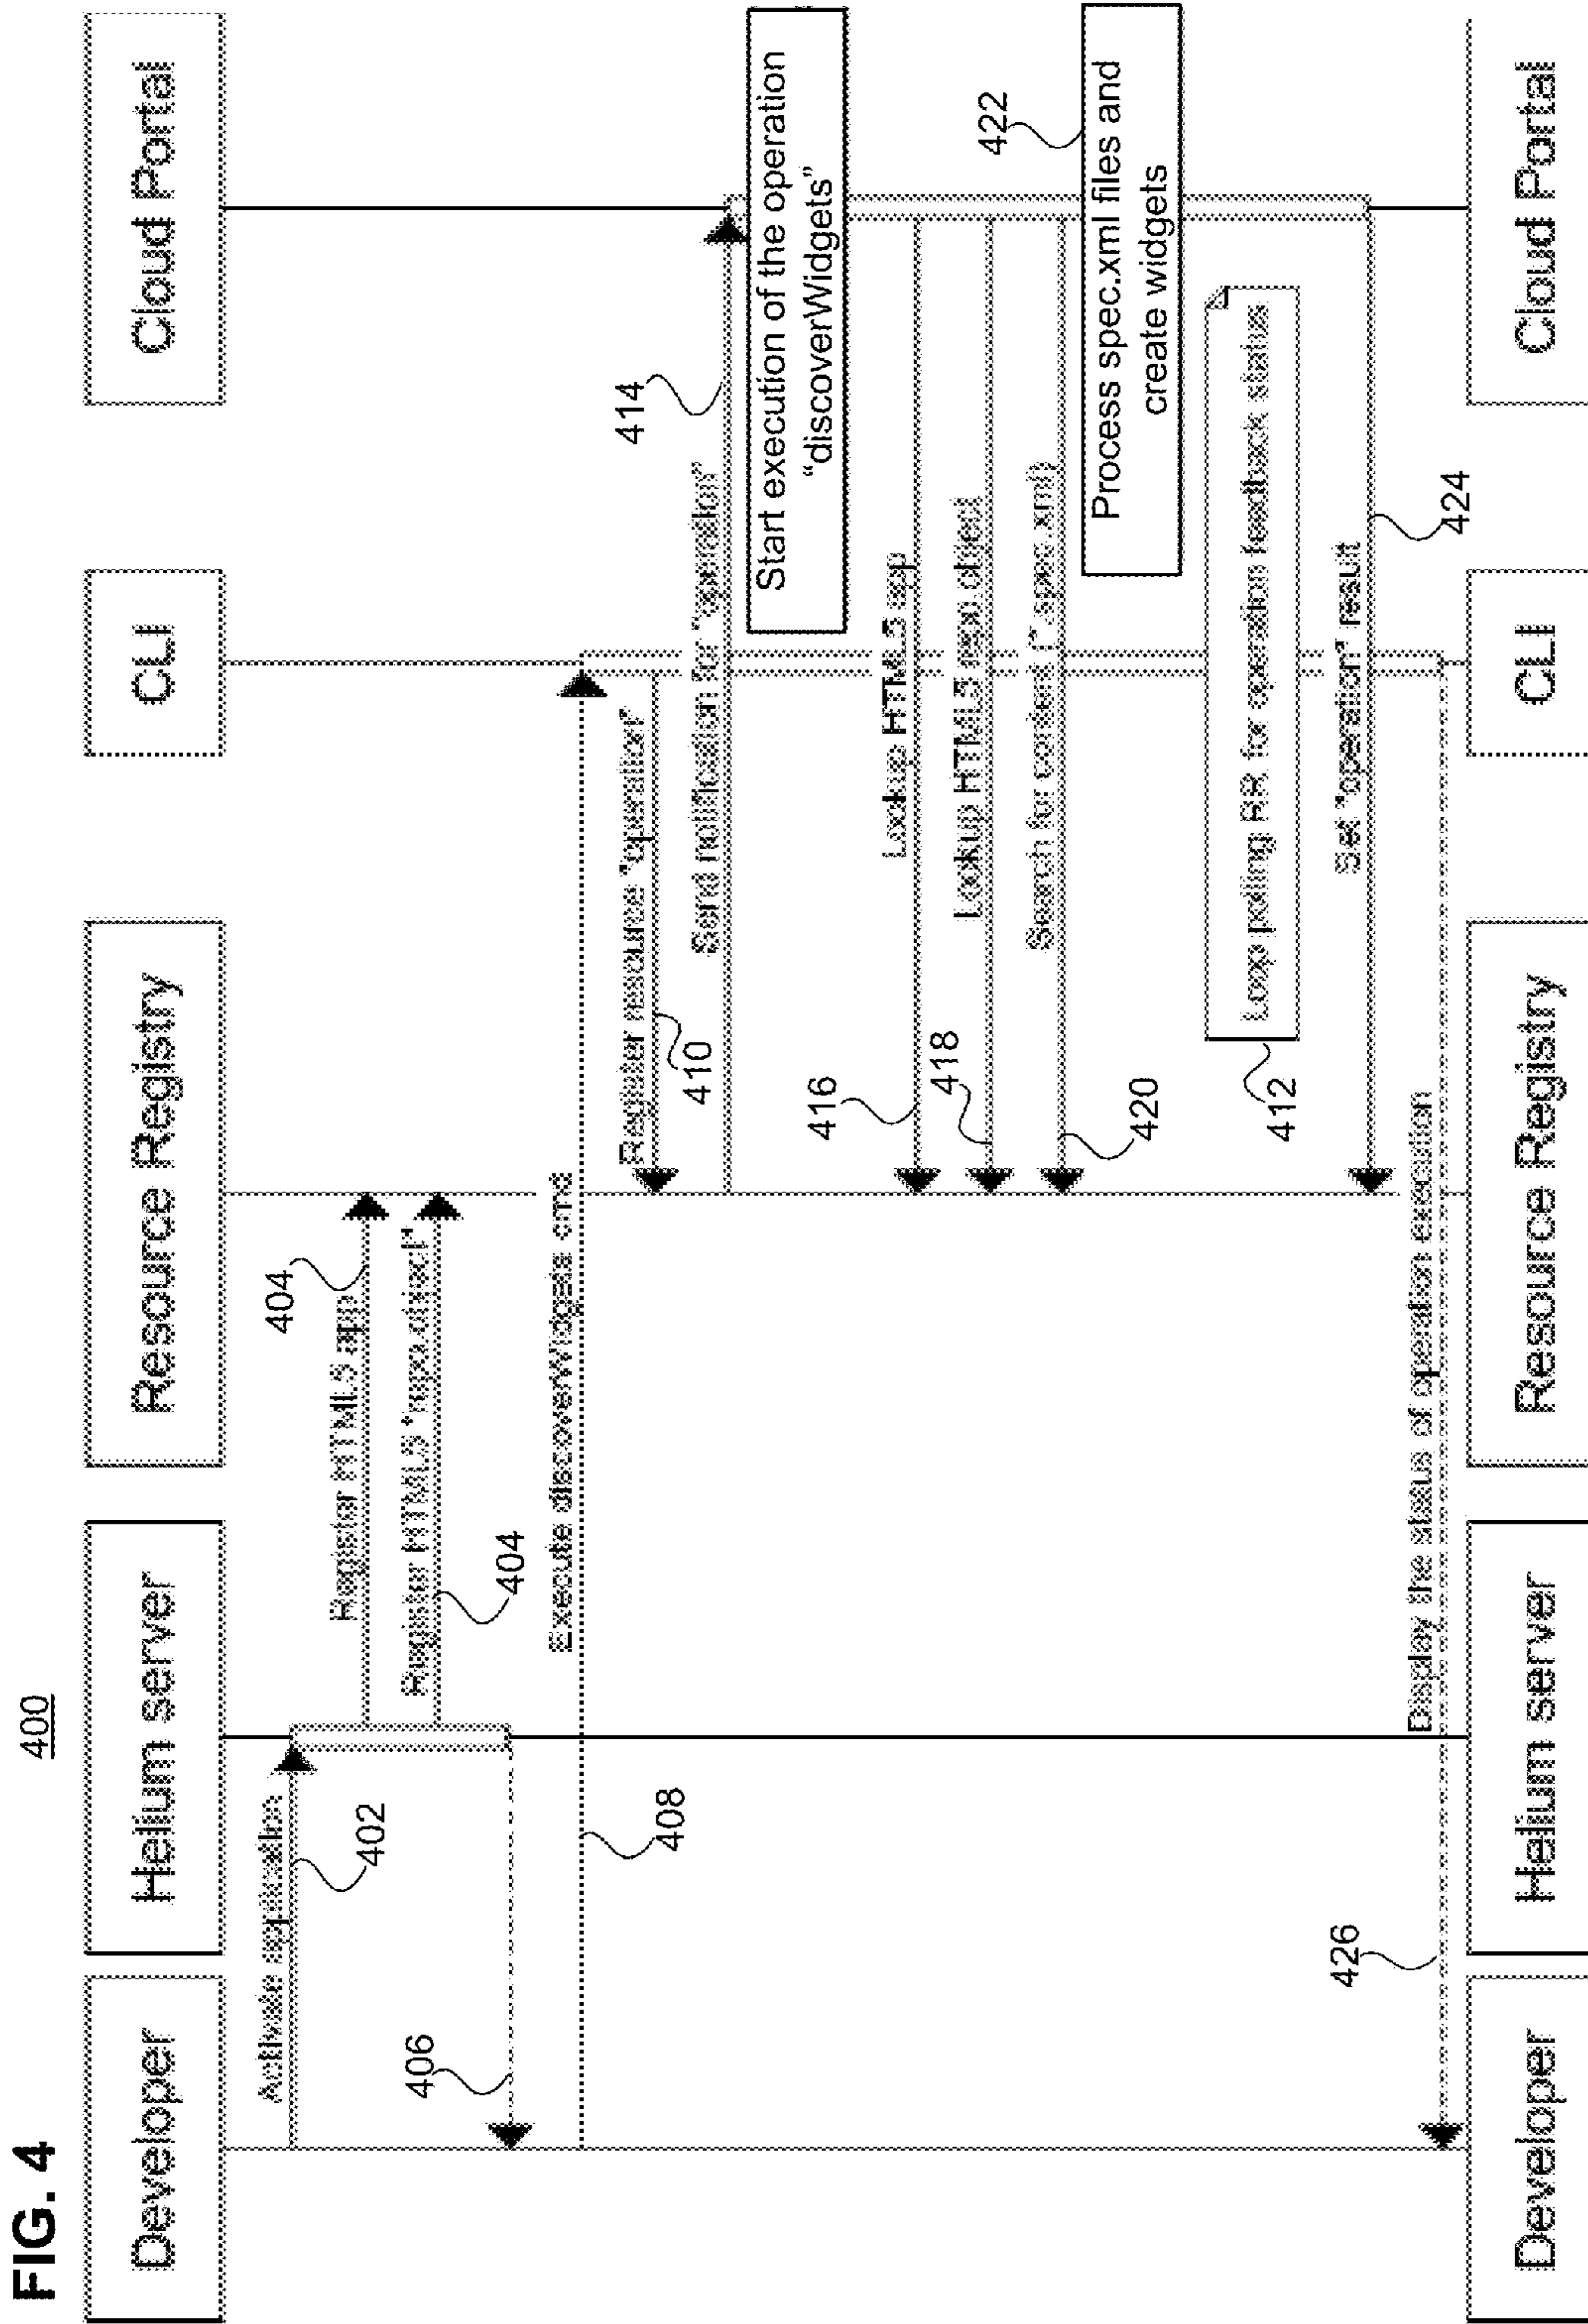 FIG. 4
400
Developer
Helium server
Resource Registry
CLI
Cloud Portal
Activate application
402
Register HTML5 app
404
Register HTML5 "repo object"
404
406
Execute discoverWidgets cmd
408
Register resource "operation"
410
Send notification for "operation"
414
Start execution of the operation
“discoverWidgets”
Lookup HTML5 app
416
Lookup HTML5 repo object
418
Search for content (*.spec.xml)
420
422
Process spec.xml files and
create widgets
Loop polling RR for operation feedback status
412
Set "operation" result
424
Display the status of operation execution
426
Developer
Helium server
Resource Registry
CLI
Cloud Portal